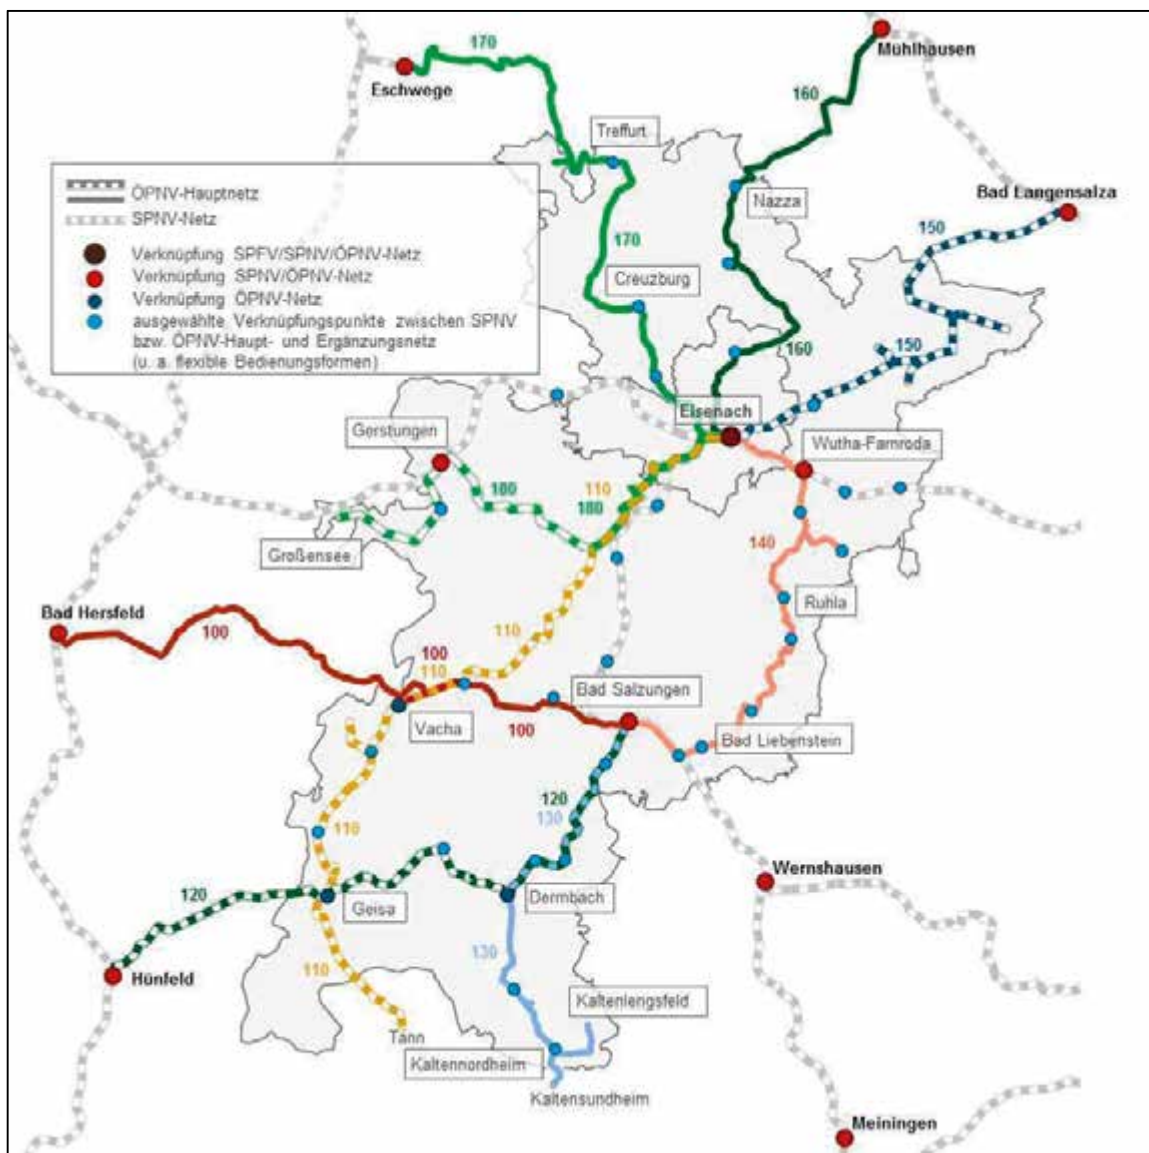 170
Mühlhausen
Eschwege
160
Treffurt
ÖPNV-Hauptnetz
SPNV-Netz
Verknüpfung SPFV/SPNV/ÖPNV-Netz
Verknüpfung SPNV/ÖPNV-Netz
Verknüpfung ÖPNV-Netz
ausgewählte Verknüpfungspunkte zwischen SPNV
bzw. ÖPNV-Haupt- und Ergänzungsnetz
(u. a. flexible Bedienungsformen)
Nazza
Bad Langensalza
150
170
Creuzburg
160
150
Eisenach
Gerstungen
Wutha-Farnroda
180
110
180
140
Großensee
Ruhla
Bad Hersfeld
100
110
100
110
Bad Salzungen
Vacha
100
Bad Liebenstein
120
130
110
Wernshausen
120
Geisa
Dermbach
130
110
Hünfeld
Kaltenlengsfeld
Tann
Kaltennordheim
Kaltensundheim
Meiningen